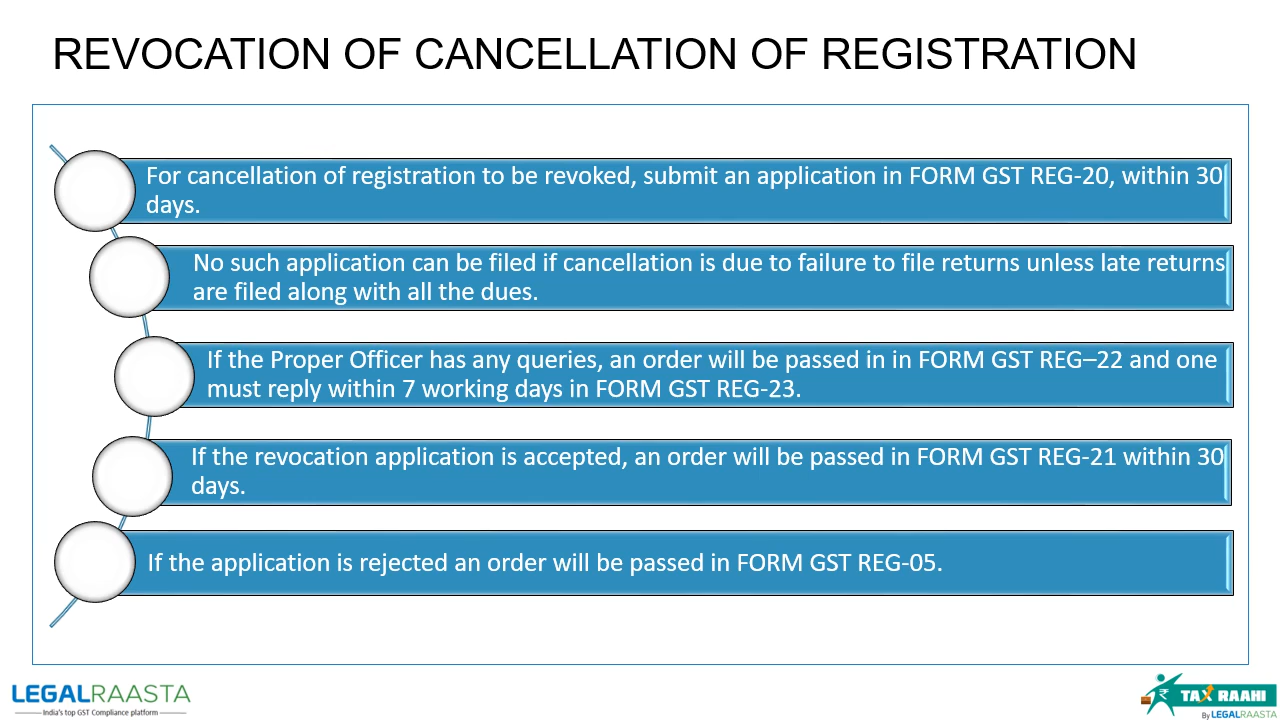 REVOCATION OF CANCELLATION OF REGISTRATION
For cancellation of registration to be revoked, submit an application in FORM GST REG-20, within 30
days.
No such application can be filed if cancellation is due to failure to file returns unless late returns
are filed along with all the dues.
If the Proper Officer has any queries, an order will be passed in in FORM GST REG–22 and one
must reply within 7 working days in FORM GST REG-23.
If the revocation application is accepted, an order will be passed in FORM GST REG-21 within 30
days.
If the application is rejected an order will be passed in FORM GST REG-05.
LEGALRAASTA
India's top GST Compliance platform
₹
TAX RAAHI
By LEGALRAASTA